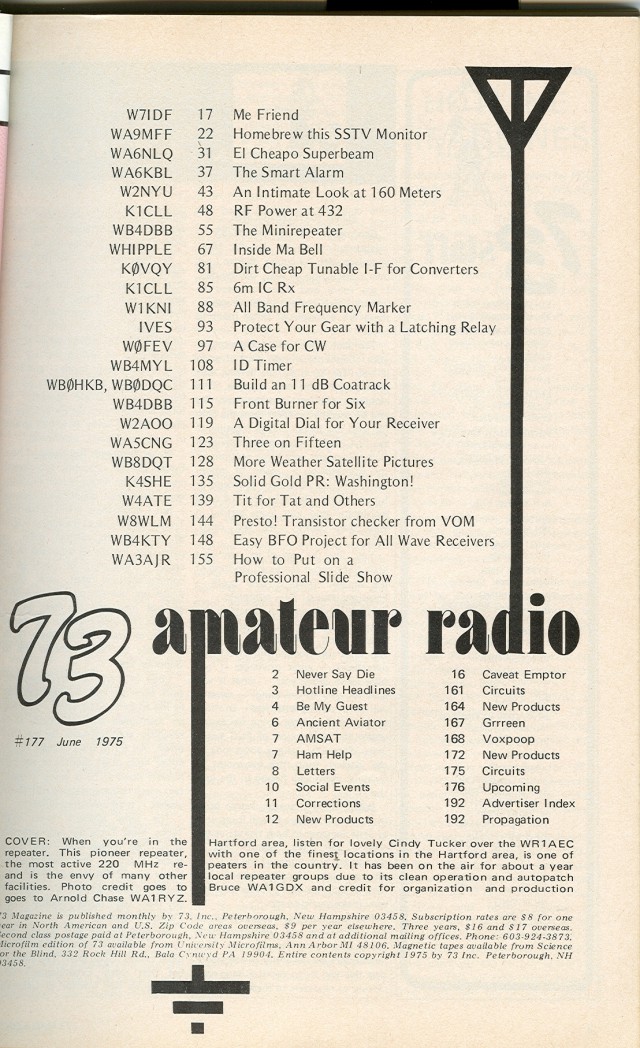 W7IDF 17 Me Friend
WA9MFF 22 Homebrew this SSTV Monitor
WA6NLQ 31 El Cheapo Superbeam
WA6KBL 37 The Smart Alarm
W2NYU 43 An Intimate Look at 160 Meters
K1CLL 48 RF Power at 432
WB4DBB 55 The Minirepeater
WHIPPLE 67 Inside Ma Bell
KØVQY 81 Dirt Cheap Tunable I-F for Converters
K1CLL 85 6m IC Rx
W1KNI 88 All Band Frequency Marker
IVES 93 Protect Your Gear with a Latching Relay
WØFEV 97 A Case for CW
WB4MYL 108 ID Timer
WBØHKB, WBØDQC 111 Build an 11 dB Coatrack
WB4DBB 115 Front Burner for Six
W2AOO 119 A Digital Dial for Your Receiver
WA5CNG 123 Three on Fifteen
WB8DQT 128 More Weather Satellite Pictures
K4SHE 135 Solid Gold PR: Washington!
W4ATE 139 Tit for Tat and Others
W8WLM 144 Presto! Transistor checker from VOM
WB4KTY 148 Easy BFO Project for All Wave Receivers
WA3AJR 155 How to Put on a
Professional Slide Show
73 amateur radio
#177 June 1975
2 Never Say Die
3 Hotline Headlines
4 Be My Guest
6 Ancient Aviator
7 AMSAT
7 Ham Help
8 Letters
10 Social Events
11 Corrections
12 New Products
16 Caveat Emptor
161 Circuits
164 New Products
167 Grrreen
168 Voxpoop
172 New Products
175 Circuits
176 Upcoming
192 Advertiser Index
192 Propagation
COVER: When you're in the Hartford area, listen for lovely Cindy Tucker over the WR1AEC
repeater. This pioneer repeater, with one of the finest locations in the Hartford area, is one of
the most active 220 MHz re- peaters in the country. It has been on the air for about a year
and is the envy of many other local repeater groups due to its clean operation and autopatch
facilities. Photo credit goes to Bruce WA1GDX and credit for organization and production
goes to Arnold Chase WA1RYZ.
73 Magazine is published monthly by 73, Inc., Peterborough, New Hampshire 03458. Subscription rates are $8 for one
year in North American and U.S. Zip Code areas overseas, $9 per year elsewhere. Three years, $16 and $17 overseas.
Second class postage paid at Peterborough, New Hampshire 03458 and at additional mailing offices. Phone: 603-924-3873.
Microfilm edition of 73 available from University Microfilms, Ann Arbor MI 48106. Magnetic tapes available from Science
for the Blind, 332 Rock Hill Rd., Bala Cynwyd PA 19904. Entire contents copyright 1975 by 73 Inc. Peterborough, NH
03458.